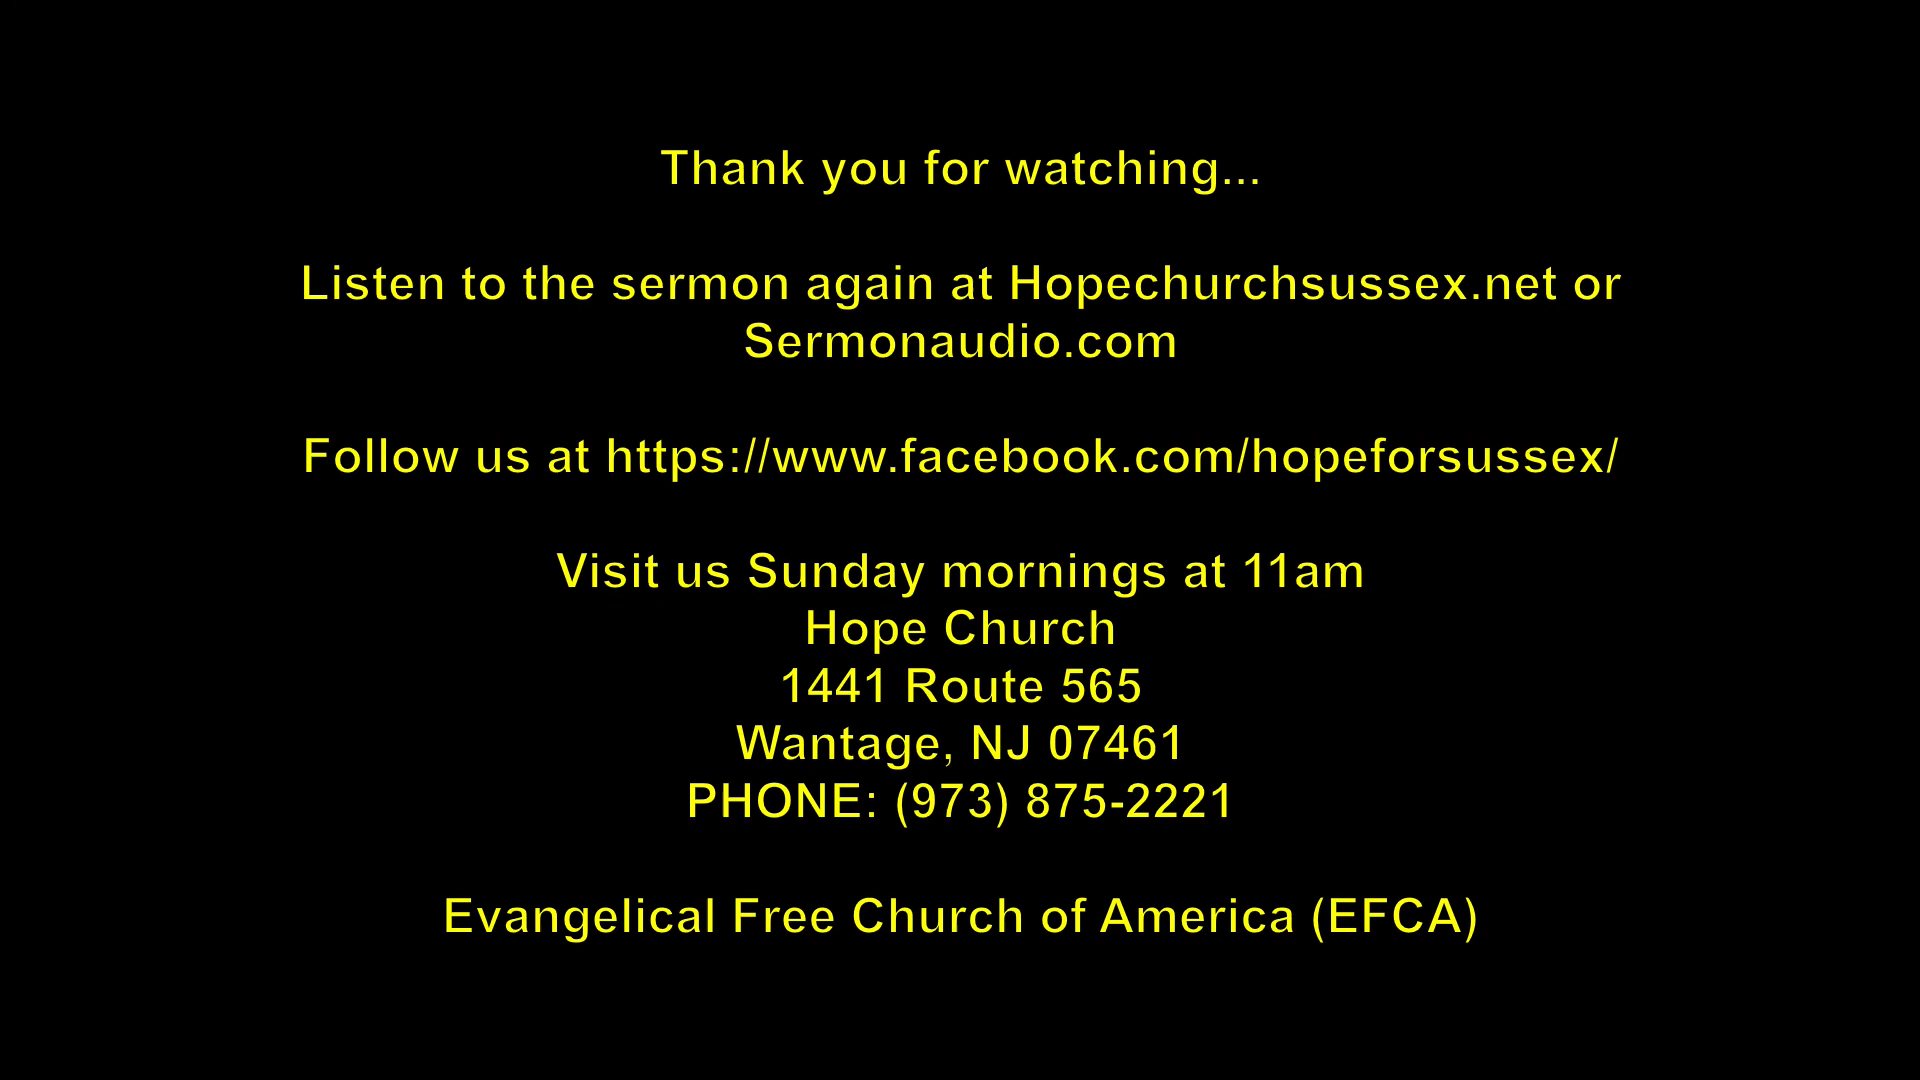 Thank you for watching...
Listen to the sermon again at Hopechurchsussex.net or
Sermonaudio.com
Follow us at https://www.facebook.com/hopeforsussex/
Visit us Sunday mornings at 11am
Hope Church
1441 Route 565
Wantage, NJ 07461
PHONE: (973) 875-2221
Evangelical Free Church of America (EFCA)